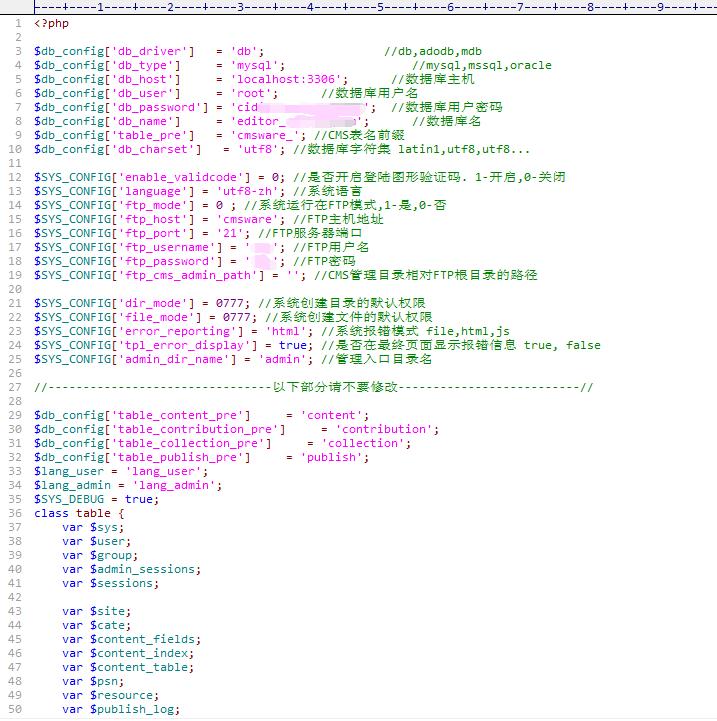 1 2 3 4 5 6 7 8 9
1 <?php
2
3 $db_config['db_driver'] = 'db'; //db,adodb,mdb
4 $db_config['db_type'] = 'mysql'; //mysql,mssql,oracle
5 $db_config['db_host'] = 'localhost:3306'; //数据库主机
6 $db_config['db_user'] = 'root'; //数据库用户名
7 $db_config['db_password'] = 'cid '; //数据库用户密码
8 $db_config['db_name'] = 'editor_ '; //数据库名
9 $db_config['table_pre'] = 'cmsware_'; //CMS表名前缀
10 $db_config['db_charset'] = 'utf8'; //数据库字符集 latin1,utf8,utf8...
11
12 $SYS_CONFIG['enable_validcode'] = 0; //是否开启登陆图形验证码. 1-开启,0-关闭
13 $SYS_CONFIG['language'] = 'utf8-zh'; //系统语言
14 $SYS_CONFIG['ftp_mode'] = 0 ; //系统运行在FTP模式,1-是,0-否
15 $SYS_CONFIG['ftp_host'] = 'cmsware'; //FTP主机地址
16 $SYS_CONFIG['ftp_port'] = '21'; //FTP服务器端口
17 $SYS_CONFIG['ftp_username'] = ' '; //FTP用户名
18 $SYS_CONFIG['ftp_password'] = ' '; //FTP密码
19 $SYS_CONFIG['ftp_cms_admin_path'] = ''; //CMS管理目录相对FTP根目录的路径
20
21 $SYS_CONFIG['dir_mode'] = 0777; //系统创建目录的默认权限
22 $SYS_CONFIG['file_mode'] = 0777; //系统创建文件的默认权限
23 $SYS_CONFIG['error_reporting'] = 'html'; //系统报错模式 file,html,js
24 $SYS_CONFIG['tpl_error_display'] = true; //是否在最终页面显示报错信息 true, false
25 $SYS_CONFIG['admin_dir_name'] = 'admin'; //管理入口目录名
26
27 //--------------------------------以下部分请不要修改--------------------------//
28
29 $db_config['table_content_pre'] = 'content';
30 $db_config['table_contribution_pre'] = 'contribution';
31 $db_config['table_collection_pre'] = 'collection';
32 $db_config['table_publish_pre'] = 'publish';
33 $lang_user = 'lang_user';
34 $lang_admin = 'lang_admin';
35 $SYS_DEBUG = true;
36 class table {
37 var $sys;
38 var $user;
39 var $group;
40 var $admin_sessions;
41 var $sessions;
42
43 var $site;
44 var $cate;
45 var $content_fields;
46 var $content_index;
47 var $content_table;
48 var $psn;
49 var $resource;
50 var $publish_log;